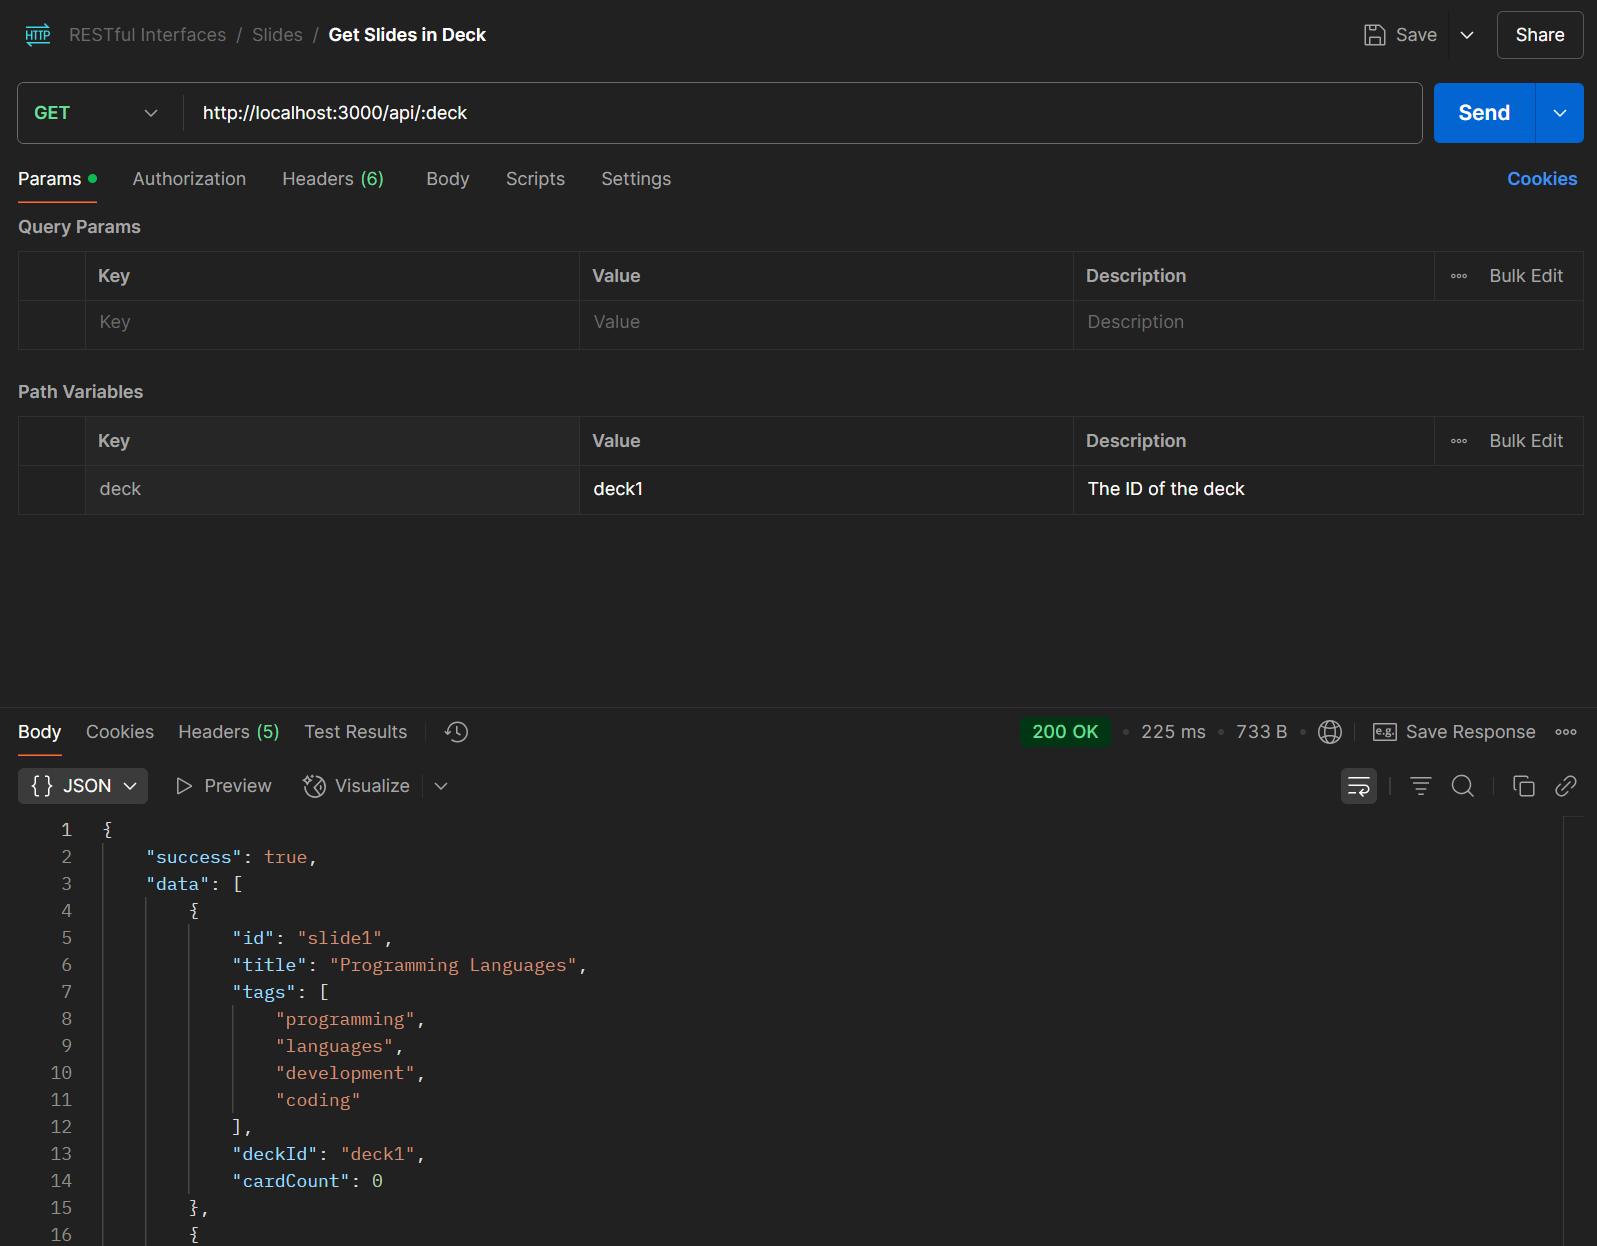 HTTP RESTful Interfaces / Slides / Get Slides in Deck Save Share
GET http://localhost:3000/api/:deck Send
Params Authorization Headers (6) Body Scripts Settings Cookies
Query Params
Key Value Description Bulk Edit
Key Value Description
Path Variables
Key Value Description Bulk Edit
deck deck1 The ID of the deck
Body Cookies Headers (5) Test Results 200 OK • 225 ms • 733 B • e.g. Save Response
{} JSON Preview Visualize
1 {
2 "success": true,
3 "data": [
4 {
5 "id": "slide1",
6 "title": "Programming Languages",
7 "tags": [
8 "programming",
9 "languages",
10 "development",
11 "coding"
12 ],
13 "deckId": "deck1",
14 "cardCount": 0
15 },
16 {